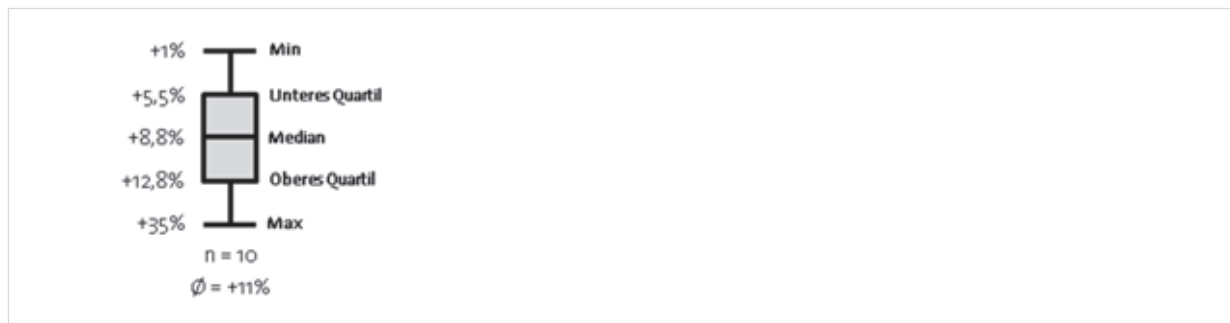 +1% Min
+5,5% Unteres Quartil
+8,8% Median
+12,8% Oberes Quartil
+35% Max
n = 10
Ø = +11%